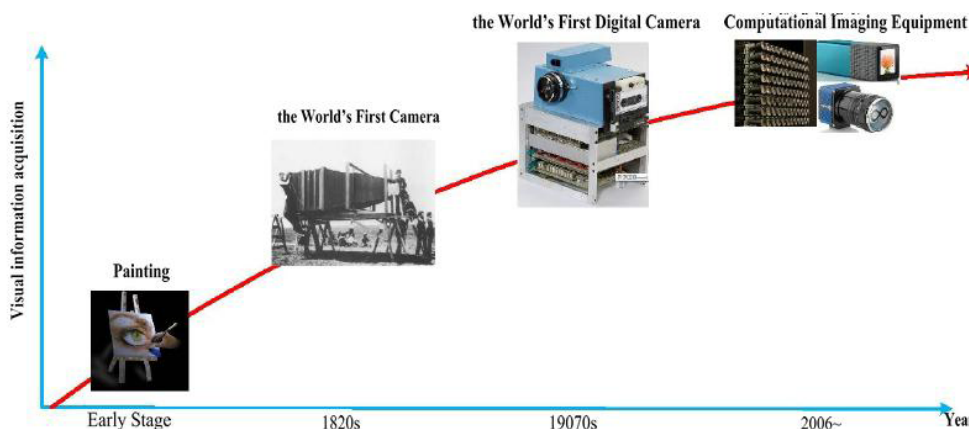 the World's First Digital Camera
Computational Imaging Equipment
the World's First Camera
Painting
Visual information acquisition
Early Stage
1820s
19070s
2006~
Year